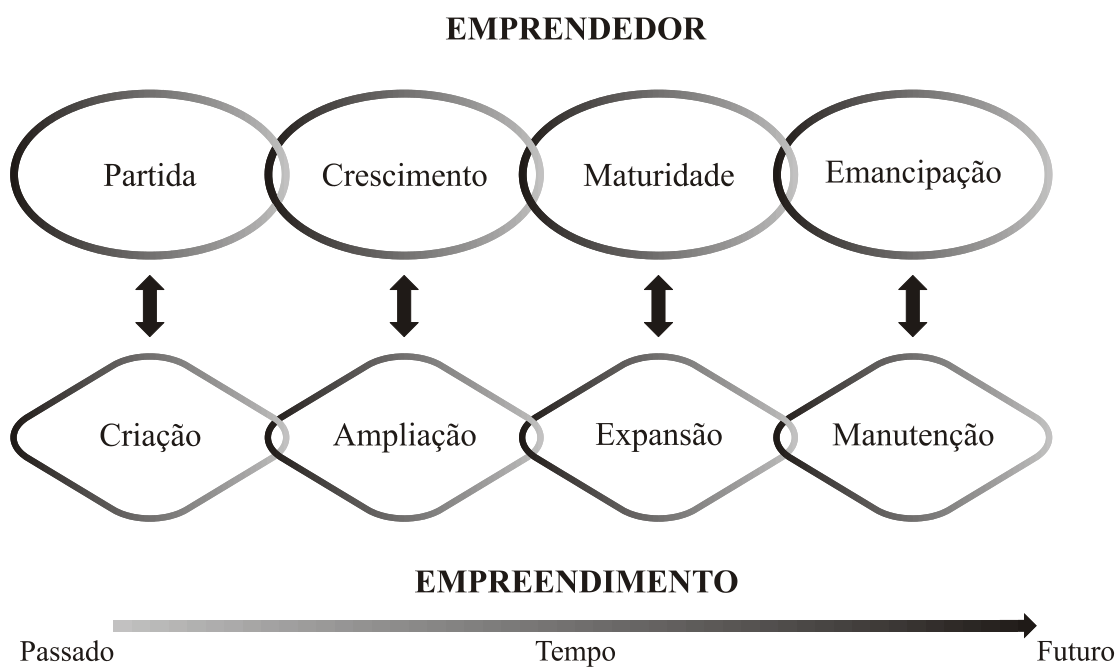 EMPRENDEDOR
Partida
Crescimento
Maturidade
Emancipação
Criação
Ampliação
Expansão
Manutenção
EMPREENDIMENTO
Passado
Tempo
Futuro